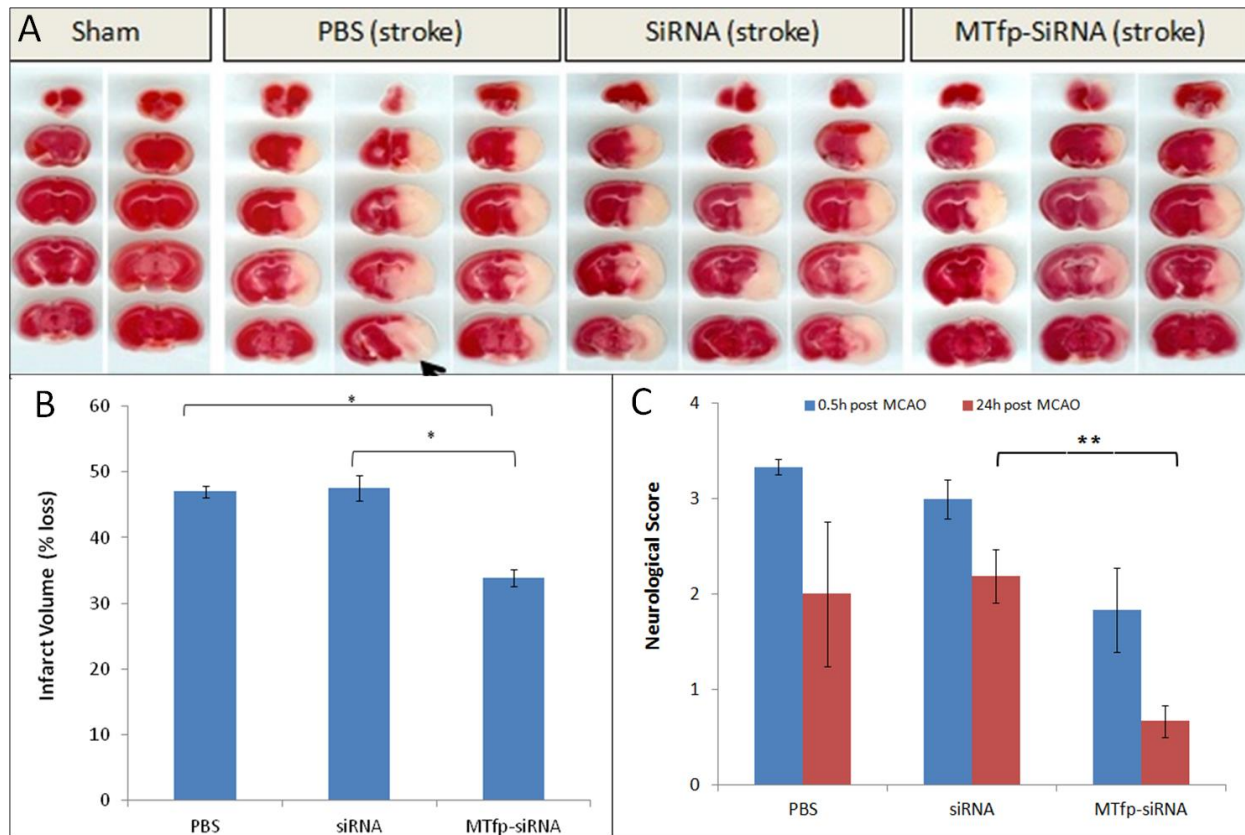 A
Sham
PBS (stroke)
SiRNA (stroke)
MTfp-SiRNA (stroke)
B
60
50
40
30
20
10
0
Infarct Volume (% loss)
*
*
PBS
siRNA
MTfp-siRNA
C
0.5h post MCAO
24h post MCAO
4
3
2
1
0
Neurological Score
**
PBS
siRNA
MTfp-siRNA